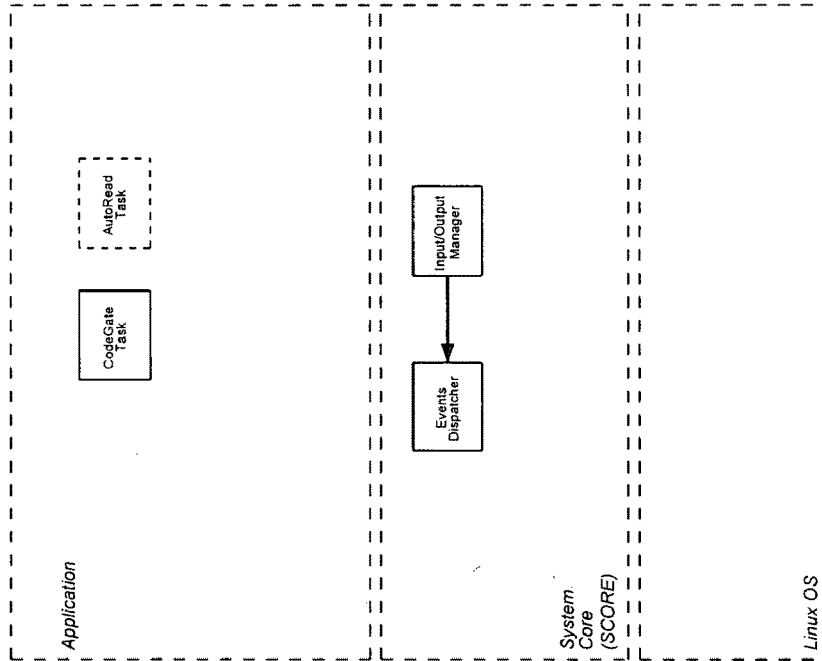 Application
CodeGate
Task
AutoRead
Task
System
Core
(SCORE)
Events
Dispatcher
Input/Output
Manager
Linux OS